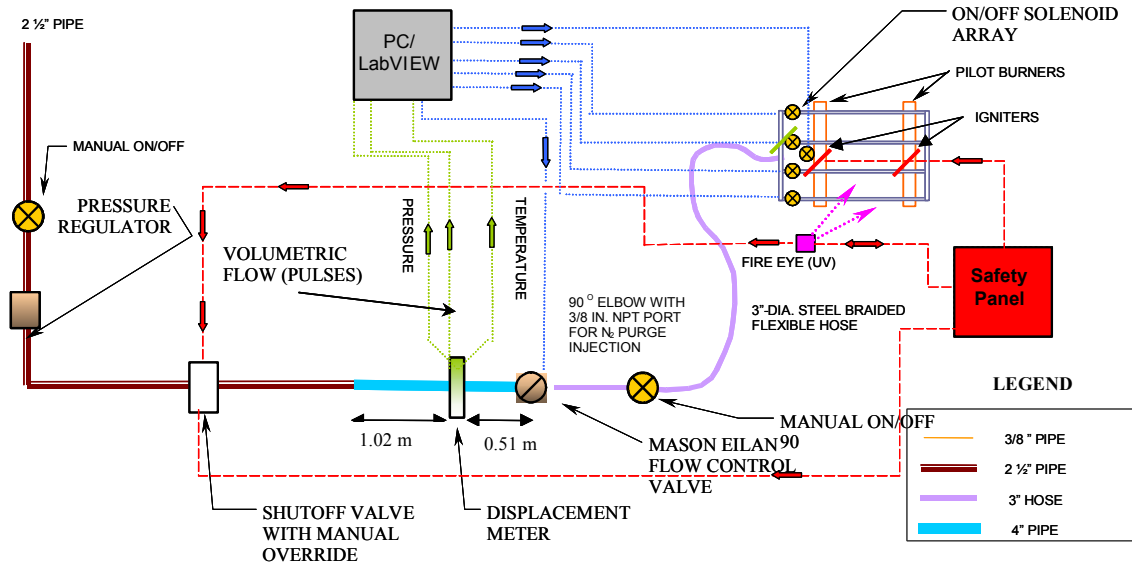 2 ½” PIPE
PC/
LabVIEW
ON/OFF SOLENOID
ARRAY
PILOT BURNERS
IGNITERS
MANUAL ON/OFF
PRESSURE
REGULATOR
PRESSURE
TEMPERATURE
VOLUMETRIC
FLOW (PULSES)
FIRE EYE (UV)
Safety
Panel
90 O ELBOW WITH
3/8 IN. NPT PORT
FOR N2 PURGE
INJECTION
3”-DIA. STEEL BRAIDED
FLEXIBLE HOSE
1.02 m
0.51 m
MANUAL ON/OFF
MASON EILAN 90
FLOW CONTROL
VALVE
SHUTOFF VALVE
WITH MANUAL
OVERRIDE
DISPLACEMENT
METER
LEGEND
3/8 ” PIPE
2 ½” PIPE
3” HOSE
4” PIPE